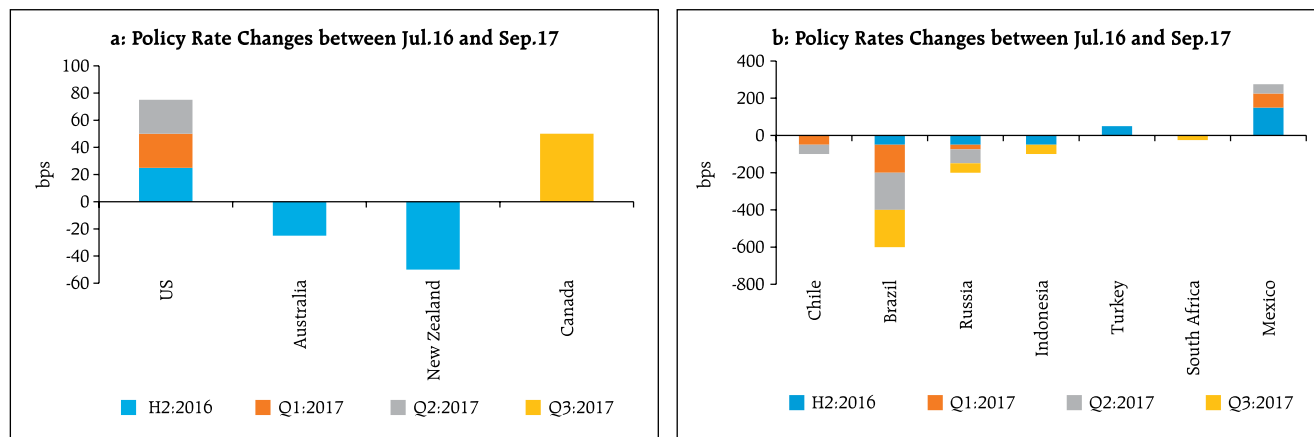 a: Policy Rate Changes between Jul.16 and Sep.17
100
80
60
40
20
0
-20
-40
-60
bps
US
Australia
New Zealand
Canada
H2:2016 Q1:2017 Q2:2017 Q3:2017
b: Policy Rates Changes between Jul.16 and Sep.17
400
200
0
-200
-400
-600
-800
bps
Chile
Brazil
Russia
Indonesia
Turkey
South Africa
Mexico
H2:2016 Q1:2017 Q2:2017 Q3:2017